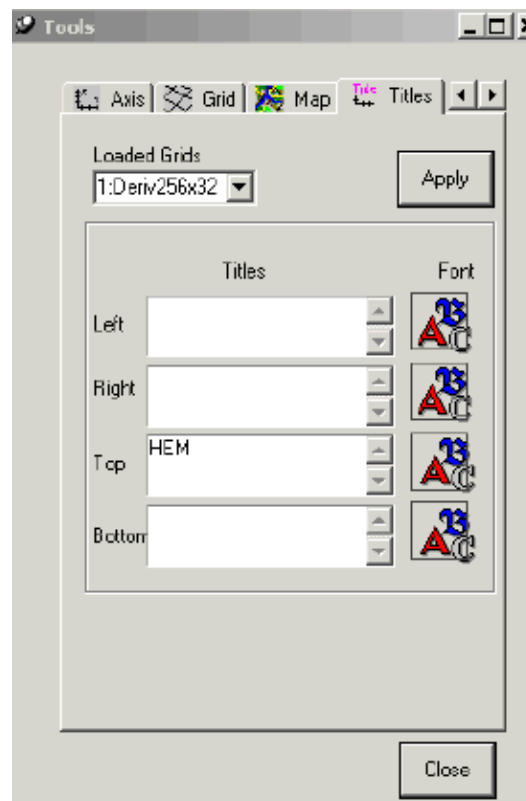 Tools
Axis Grid Map Title Titles
Loaded Grids
1:Deriv256x32
Apply
Titles Font
Left
Right
Top HEM
Bottom
Close